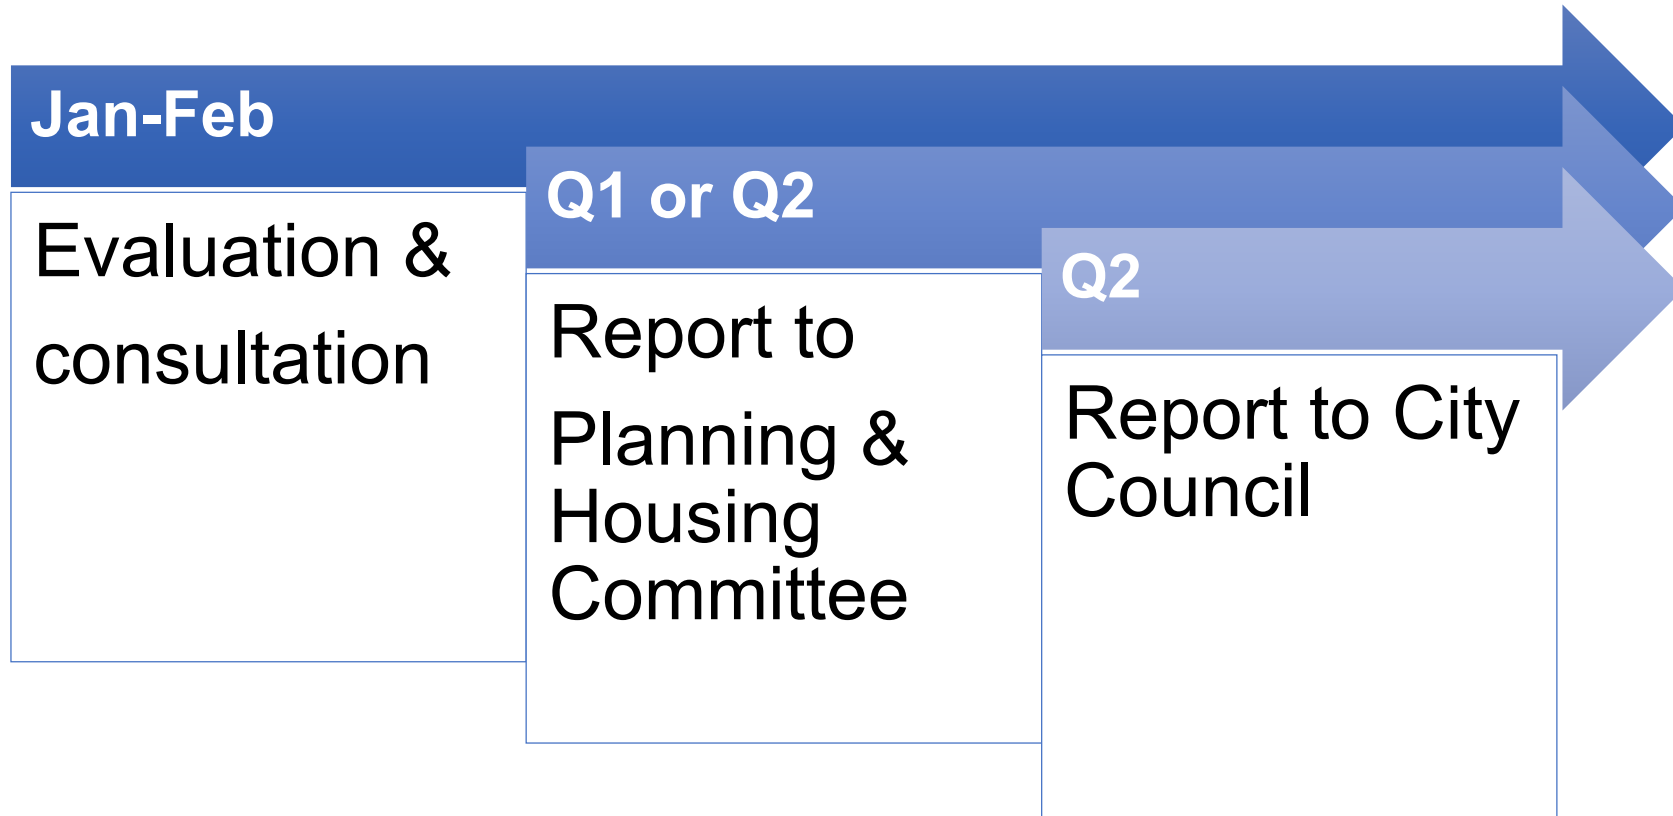 Jan-Feb
Evaluation &
consultation
Q1 or Q2
Report to
Planning &
Housing
Committee
Q2
Report to City
Council